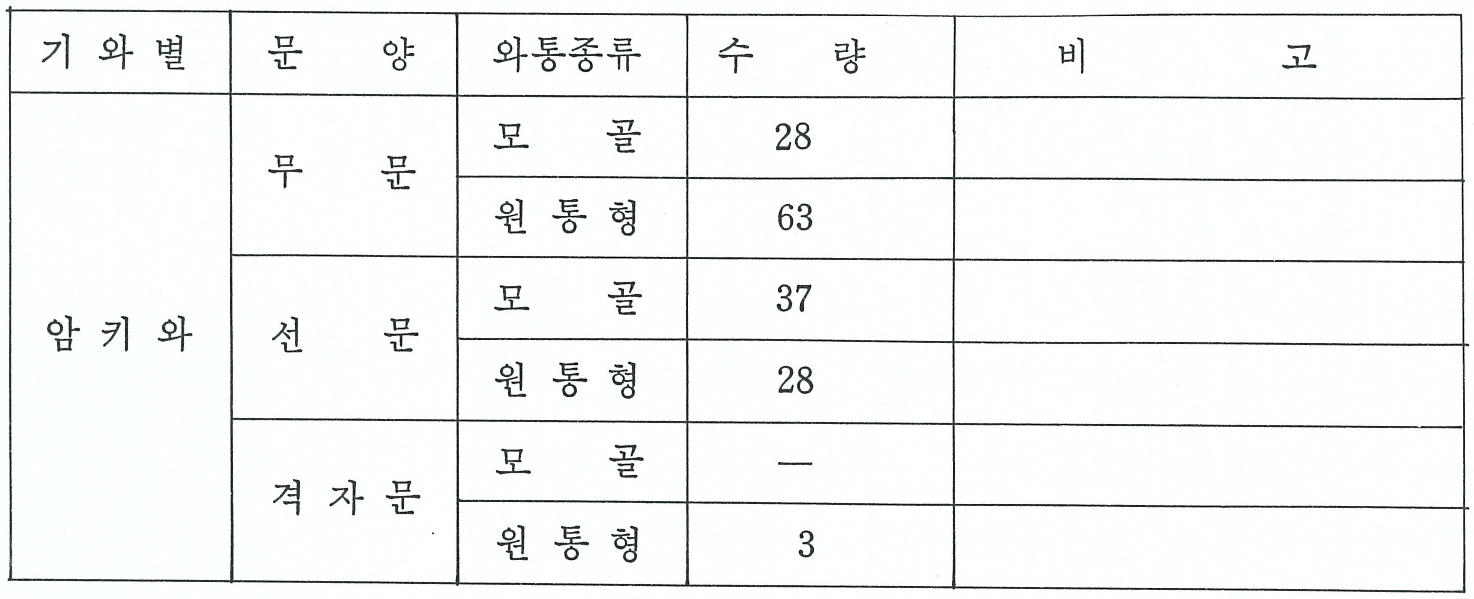 기와별 문양 와통종류 수량 비고
암키와 무문 모골 28
원통형 63
선문 모골 37
원통형 28
격자문 모골 —
원통형 3